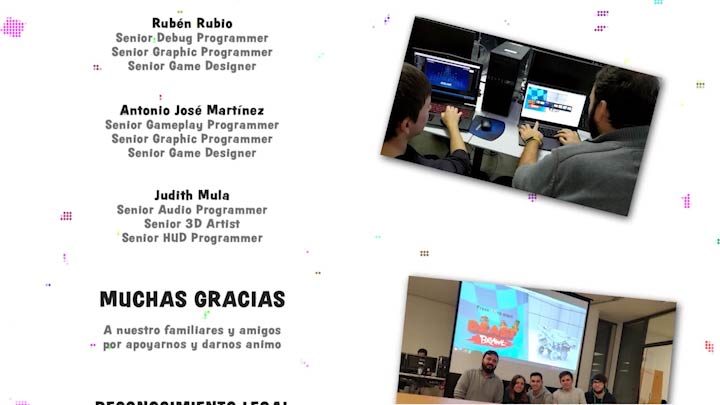 Rubén Rubio
Senior Debug Programmer
Senior Graphic Programmer
Senior Game Designer
Antonio José Martínez
Senior Gameplay Programmer
Senior Graphic Programmer
Senior Game Designer
Judith Mula
Senior Audio Programmer
Senior 3D Artist
Senior HUD Programmer
MUCHAS GRACIAS
A nuestro familiares y amigos
por apoyarnos y darnos animo
RECONOCIMIENTO LEGAL